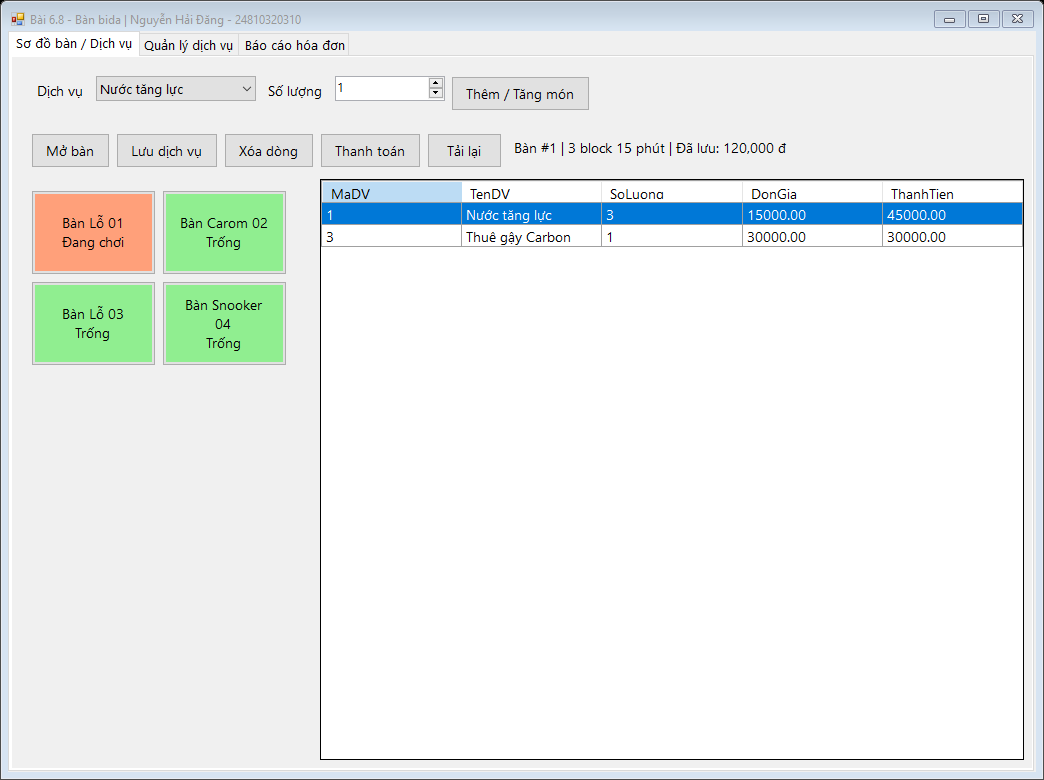 Bài 6.8 - Bàn bida | Nguyễn Hải Đăng - 24810320310
Sơ đồ bàn / Dịch vụ Quản lý dịch vụ Báo cáo hóa đơn
Dịch vụ Nước tăng lực Số lượng 1 Thêm / Tăng món
Mở bàn Lưu dịch vụ Xóa dòng Thanh toán Tải lại Bàn #1 | 3 block 15 phút | Đã lưu: 120,000 đ
Bàn Lỗ 01
Đang chơi
Bàn Carom 02
Trống
Bàn Lỗ 03
Trống
Bàn Snooker
04
Trống
MaDV TenDV SoLuong DonGia ThanhTien
1 Nước tăng lực 3 15000.00 45000.00
3 Thuê gậy Carbon 1 30000.00 30000.00